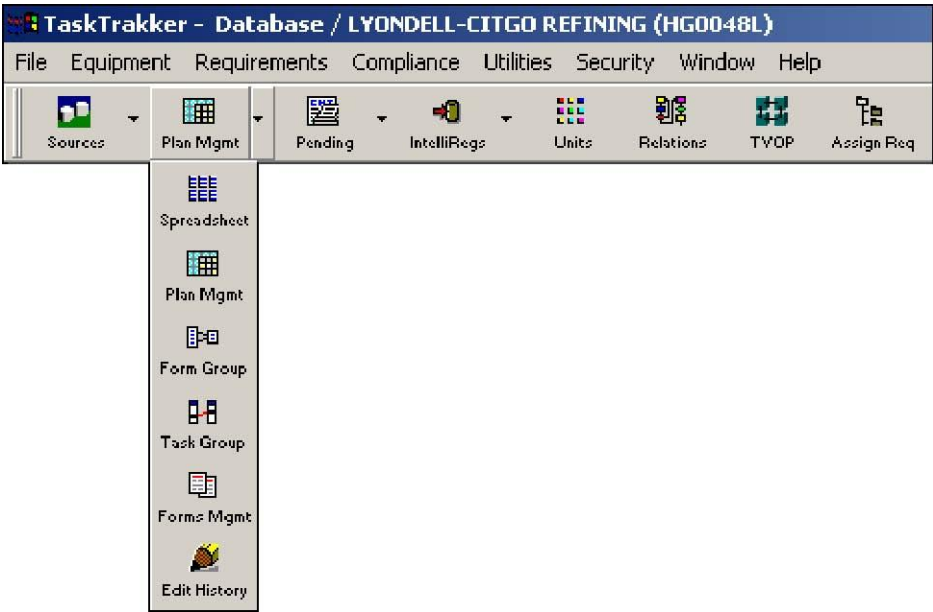 TaskTrakker - Database / LYONDELL-CITGO REFINING (HG0048L)
File Equipment Requirements Compliance Utilities Security Window Help
Sources Plan Mgmt Pending IntelliRegs Units Relations TVOP Assign Req
Spreadsheet
Plan Mgmt
Form Group
Task Group
Forms Mgmt
Edit History